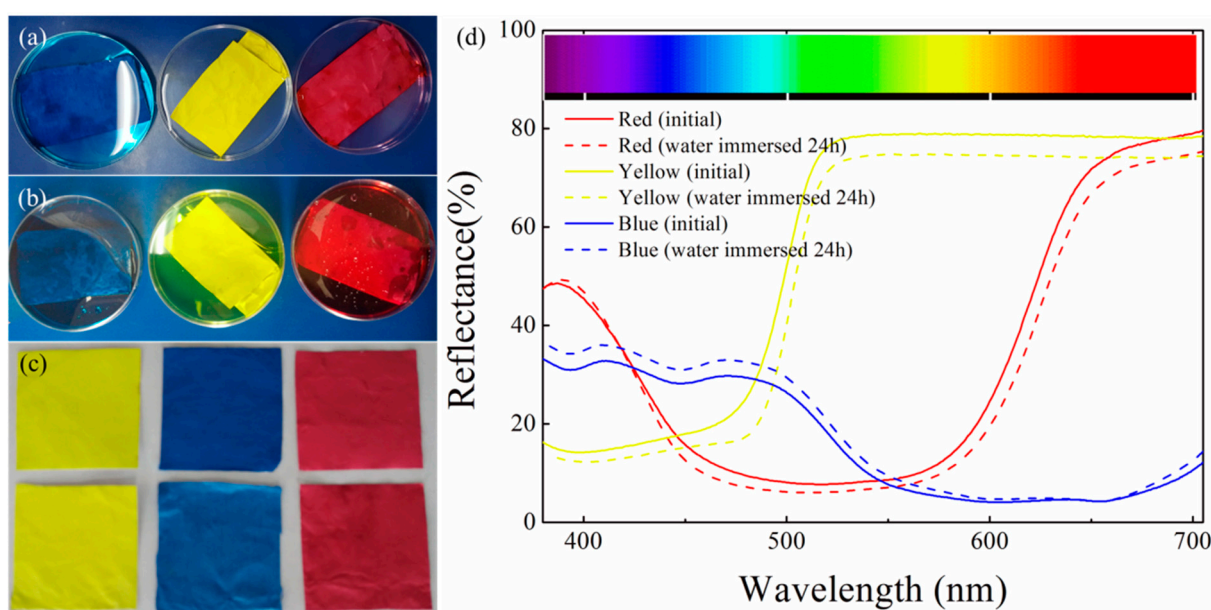 (a)
(b)
(c)
(d)
100
80
60
40
20
0
Reflectance(%)
Red (initial)
Red (water immersed 24h)
Yellow (initial)
Yellow (water immersed 24h)
Blue (initial)
Blue (water immersed 24h)
400 500 600 700
Wavelength (nm)